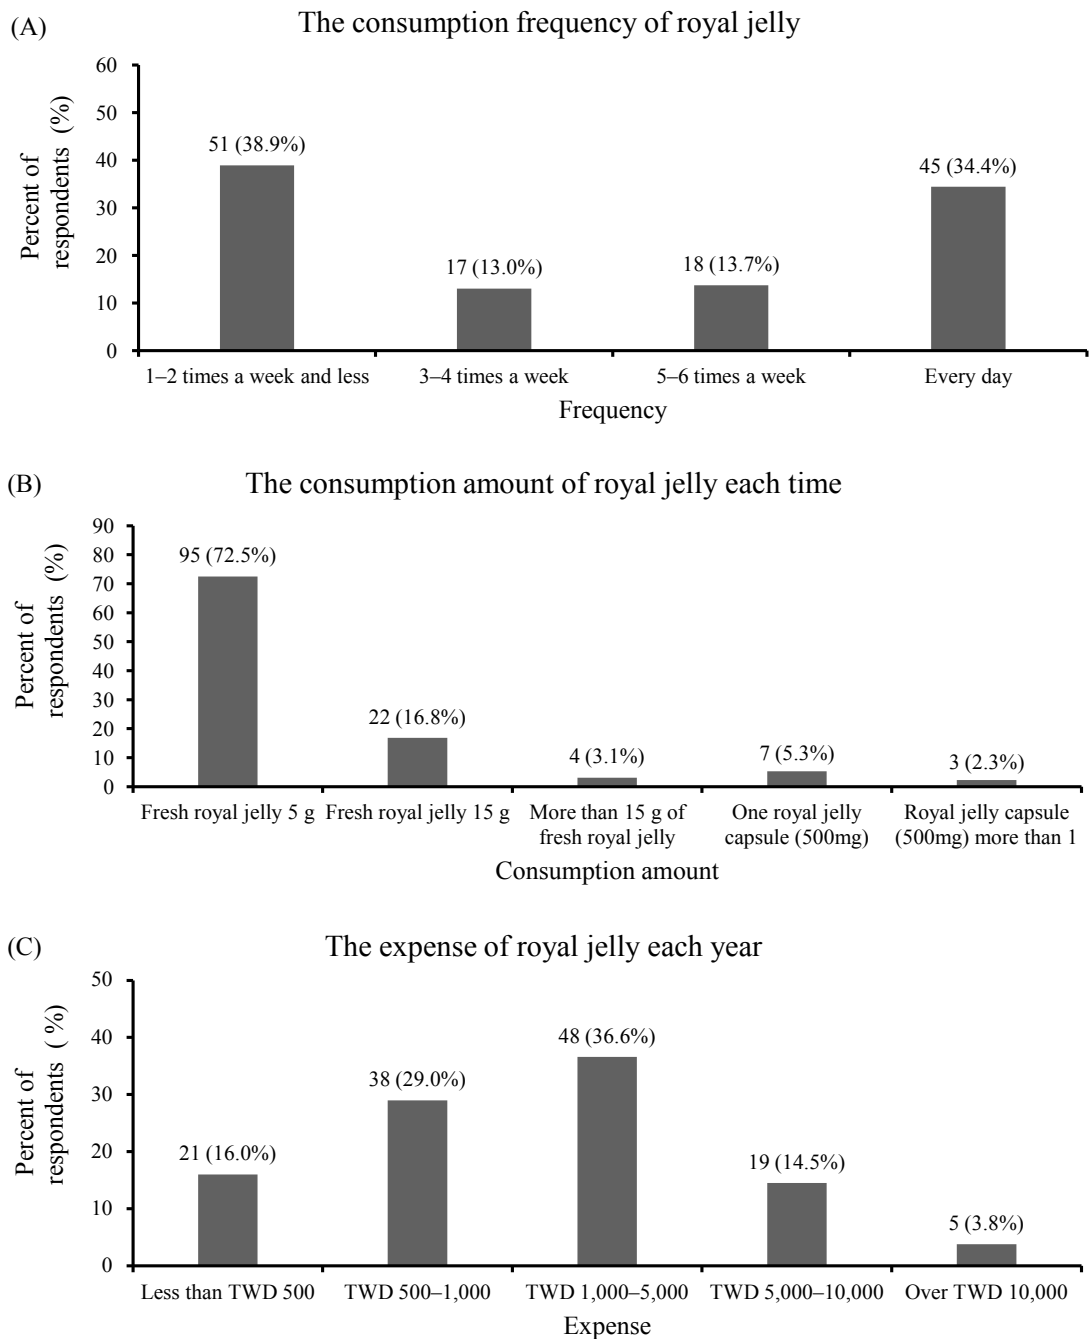 (A)
The consumption frequency of royal jelly
Percent of
respondents (%)
60
50
40
30
20
10
0
51 (38.9%)
17 (13.0%)
18 (13.7%)
45 (34.4%)
1–2 times a week and less
3–4 times a week
5–6 times a week
Every day
Frequency
(B)
The consumption amount of royal jelly each time
Percent of
respondents (%)
90
80
70
60
50
40
30
20
10
0
95 (72.5%)
22 (16.8%)
4 (3.1%)
7 (5.3%)
3 (2.3%)
Fresh royal jelly 5 g
Fresh royal jelly 15 g
More than 15 g of
fresh royal jelly
One royal jelly
capsule (500mg)
Royal jelly capsule
(500mg) more than 1
Consumption amount
(C)
The expense of royal jelly each year
Percent of
respondents ( %)
50
40
30
20
10
0
21 (16.0%)
38 (29.0%)
48 (36.6%)
19 (14.5%)
5 (3.8%)
Less than TWD 500
TWD 500–1,000
TWD 1,000–5,000
TWD 5,000–10,000
Over TWD 10,000
Expense